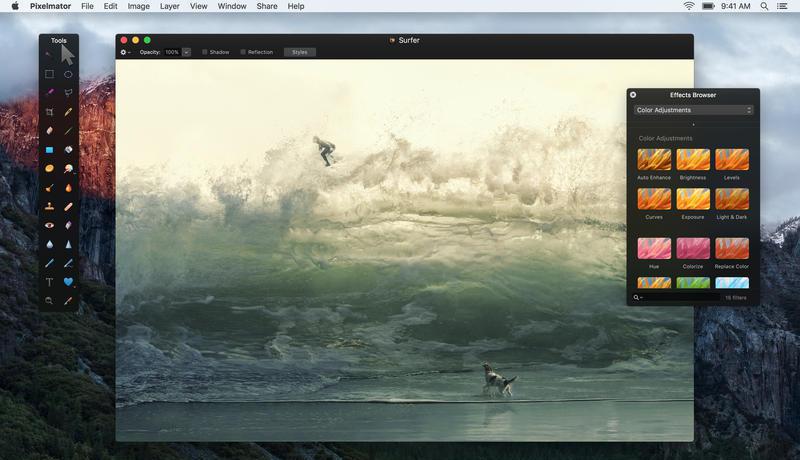 Pixelmator File Edit Image Layer View Window Share Help 9:41 AM
Tools
Surfer
Opacity: 100% Shadow Reflection Styles
Effects Browser
Color Adjustments
Color Adjustments
Auto Enhance Brightness Levels
Curves Exposure Light & Dark
Hue Colorize Replace Color
15 filters